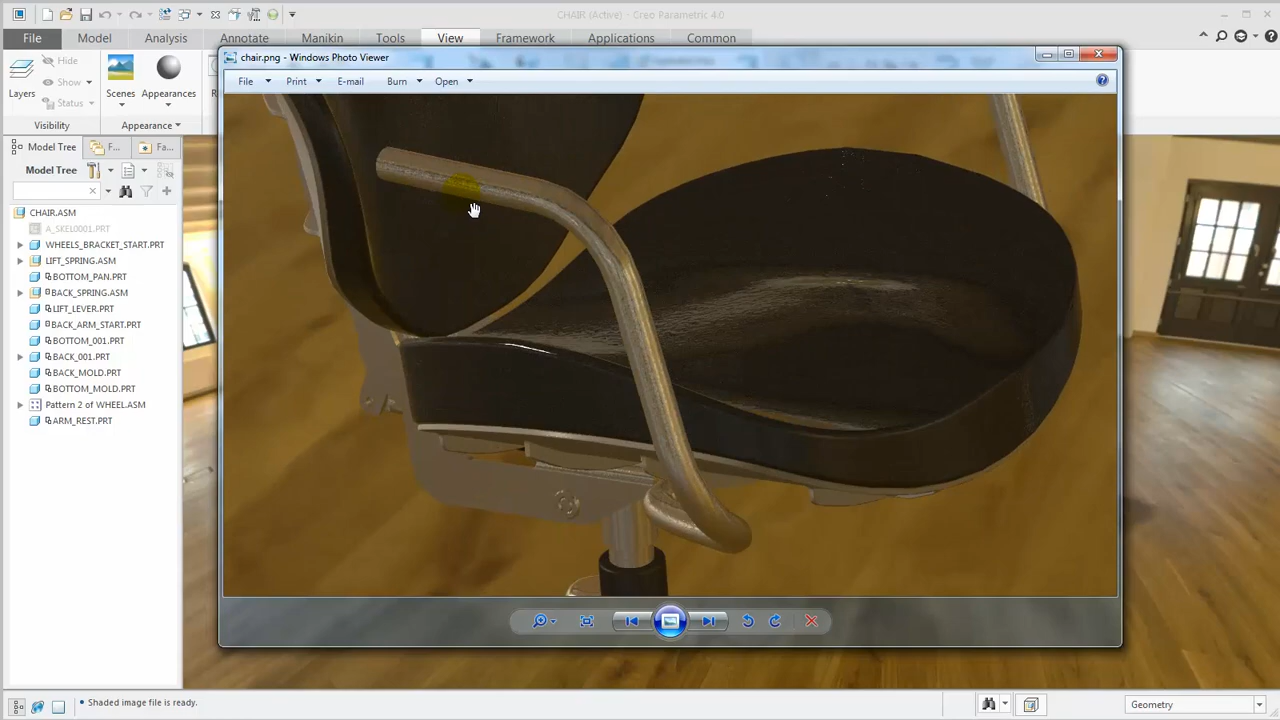 CHAIR (Active) - Creo Parametric 4.0
File
Model
Analysis
Annotate
Tools
Manikin
View
Framework
Applications
Common
Layers
Hide
Show
Status
Visibility
Scenes
Appearances
Appearance
chair.png - Windows Photo Viewer
File
Print
E-mail
Burn
Open
Model Tree
F...
Fa...
Model Tree
CHAIR.ASM
A_SKEL0001.PRT
WHEELS_BRACKET_START.PRT
LIFT_SPRING.ASM
BOTTOM_PAN.PRT
BACK_SPRING.ASM
LIFT_LEVER.PRT
BACK_ARM_START.PRT
BOTTOM_001.PRT
BACK_001.PRT
BACK_MOLD.PRT
BOTTOM_MOLD.PRT
Pattern 2 of WHEEL.ASM
ARM_REST.PRT
Shaded image file is ready.
Geometry